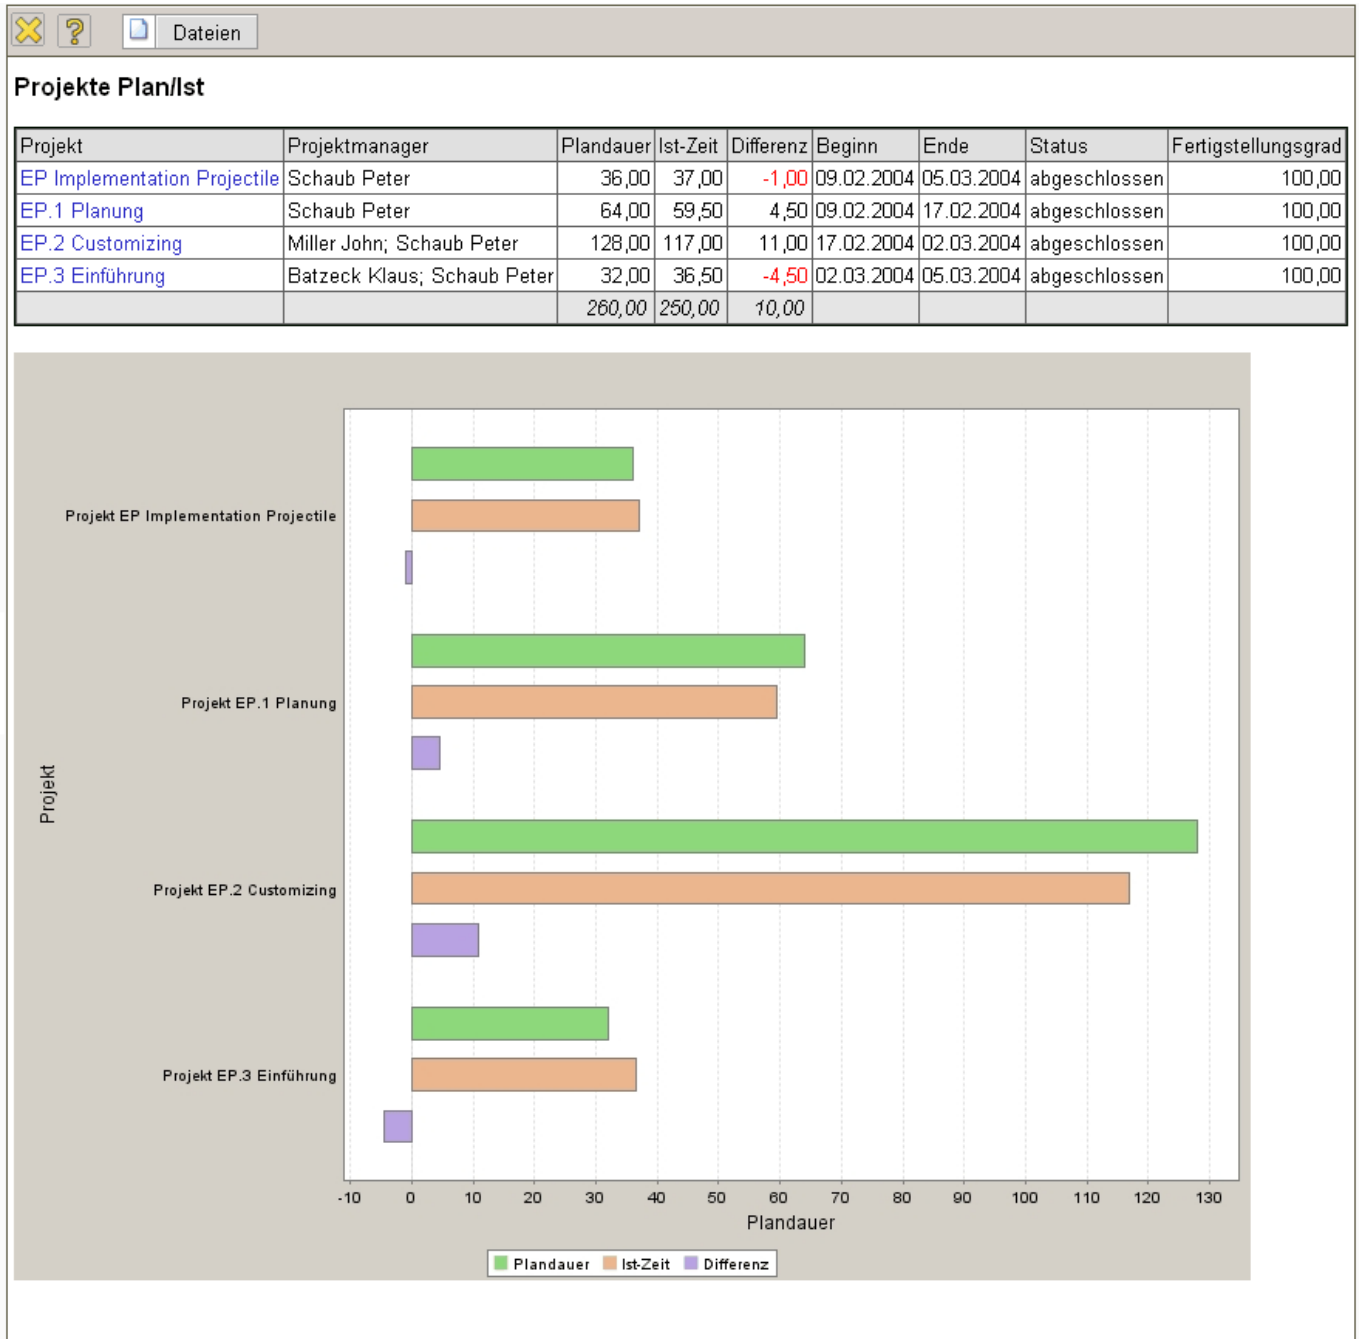 Dateien
Projekte Plan/Ist
Projekt Projektmanager Plandauer Ist-Zeit Differenz Beginn Ende Status Fertigstellungsgrad
EP Implementation Projectile Schaub Peter 36,00 37,00 -1,00 09.02.2004 05.03.2004 abgeschlossen 100,00
EP.1 Planung Schaub Peter 64,00 59,50 4,50 09.02.2004 17.02.2004 abgeschlossen 100,00
EP.2 Customizing Miller John; Schaub Peter 128,00 117,00 11,00 17.02.2004 02.03.2004 abgeschlossen 100,00
EP.3 Einführung Batzeck Klaus; Schaub Peter 32,00 36,50 -4,50 02.03.2004 05.03.2004 abgeschlossen 100,00
260,00 250,00 10,00
Projekt EP Implementation Projectile
Projekt EP.1 Planung
Projekt
Projekt EP.2 Customizing
Projekt EP.3 Einführung
-10 0 10 20 30 40 50 60 70 80 90 100 110 120 130
Plandauer
Plandauer Ist-Zeit Differenz